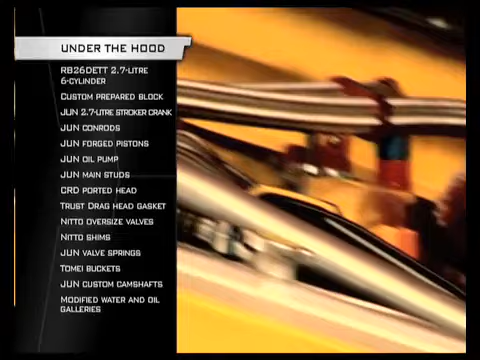 UNDER THE HOOD
RB26DETT 2.7-LITRE
6-CYLINDER
CUSTOM PREPARED BLOCK
JUN 2.7-LITRE STROKER CRANK
JUN CONRODS
JUN FORGED PISTONS
JUN OIL PUMP
JUN MAIN STUDS
CRD PORTED HEAD
TRUST DRAG HEAD GASKET
NITTO OVERSIZE VALVES
NITTO SHIMS
JUN VALVE SPRINGS
TOMEI BUCKETS
JUN CUSTOM CAMSHAFTS
MODIFIED WATER AND OIL
GALLERIES